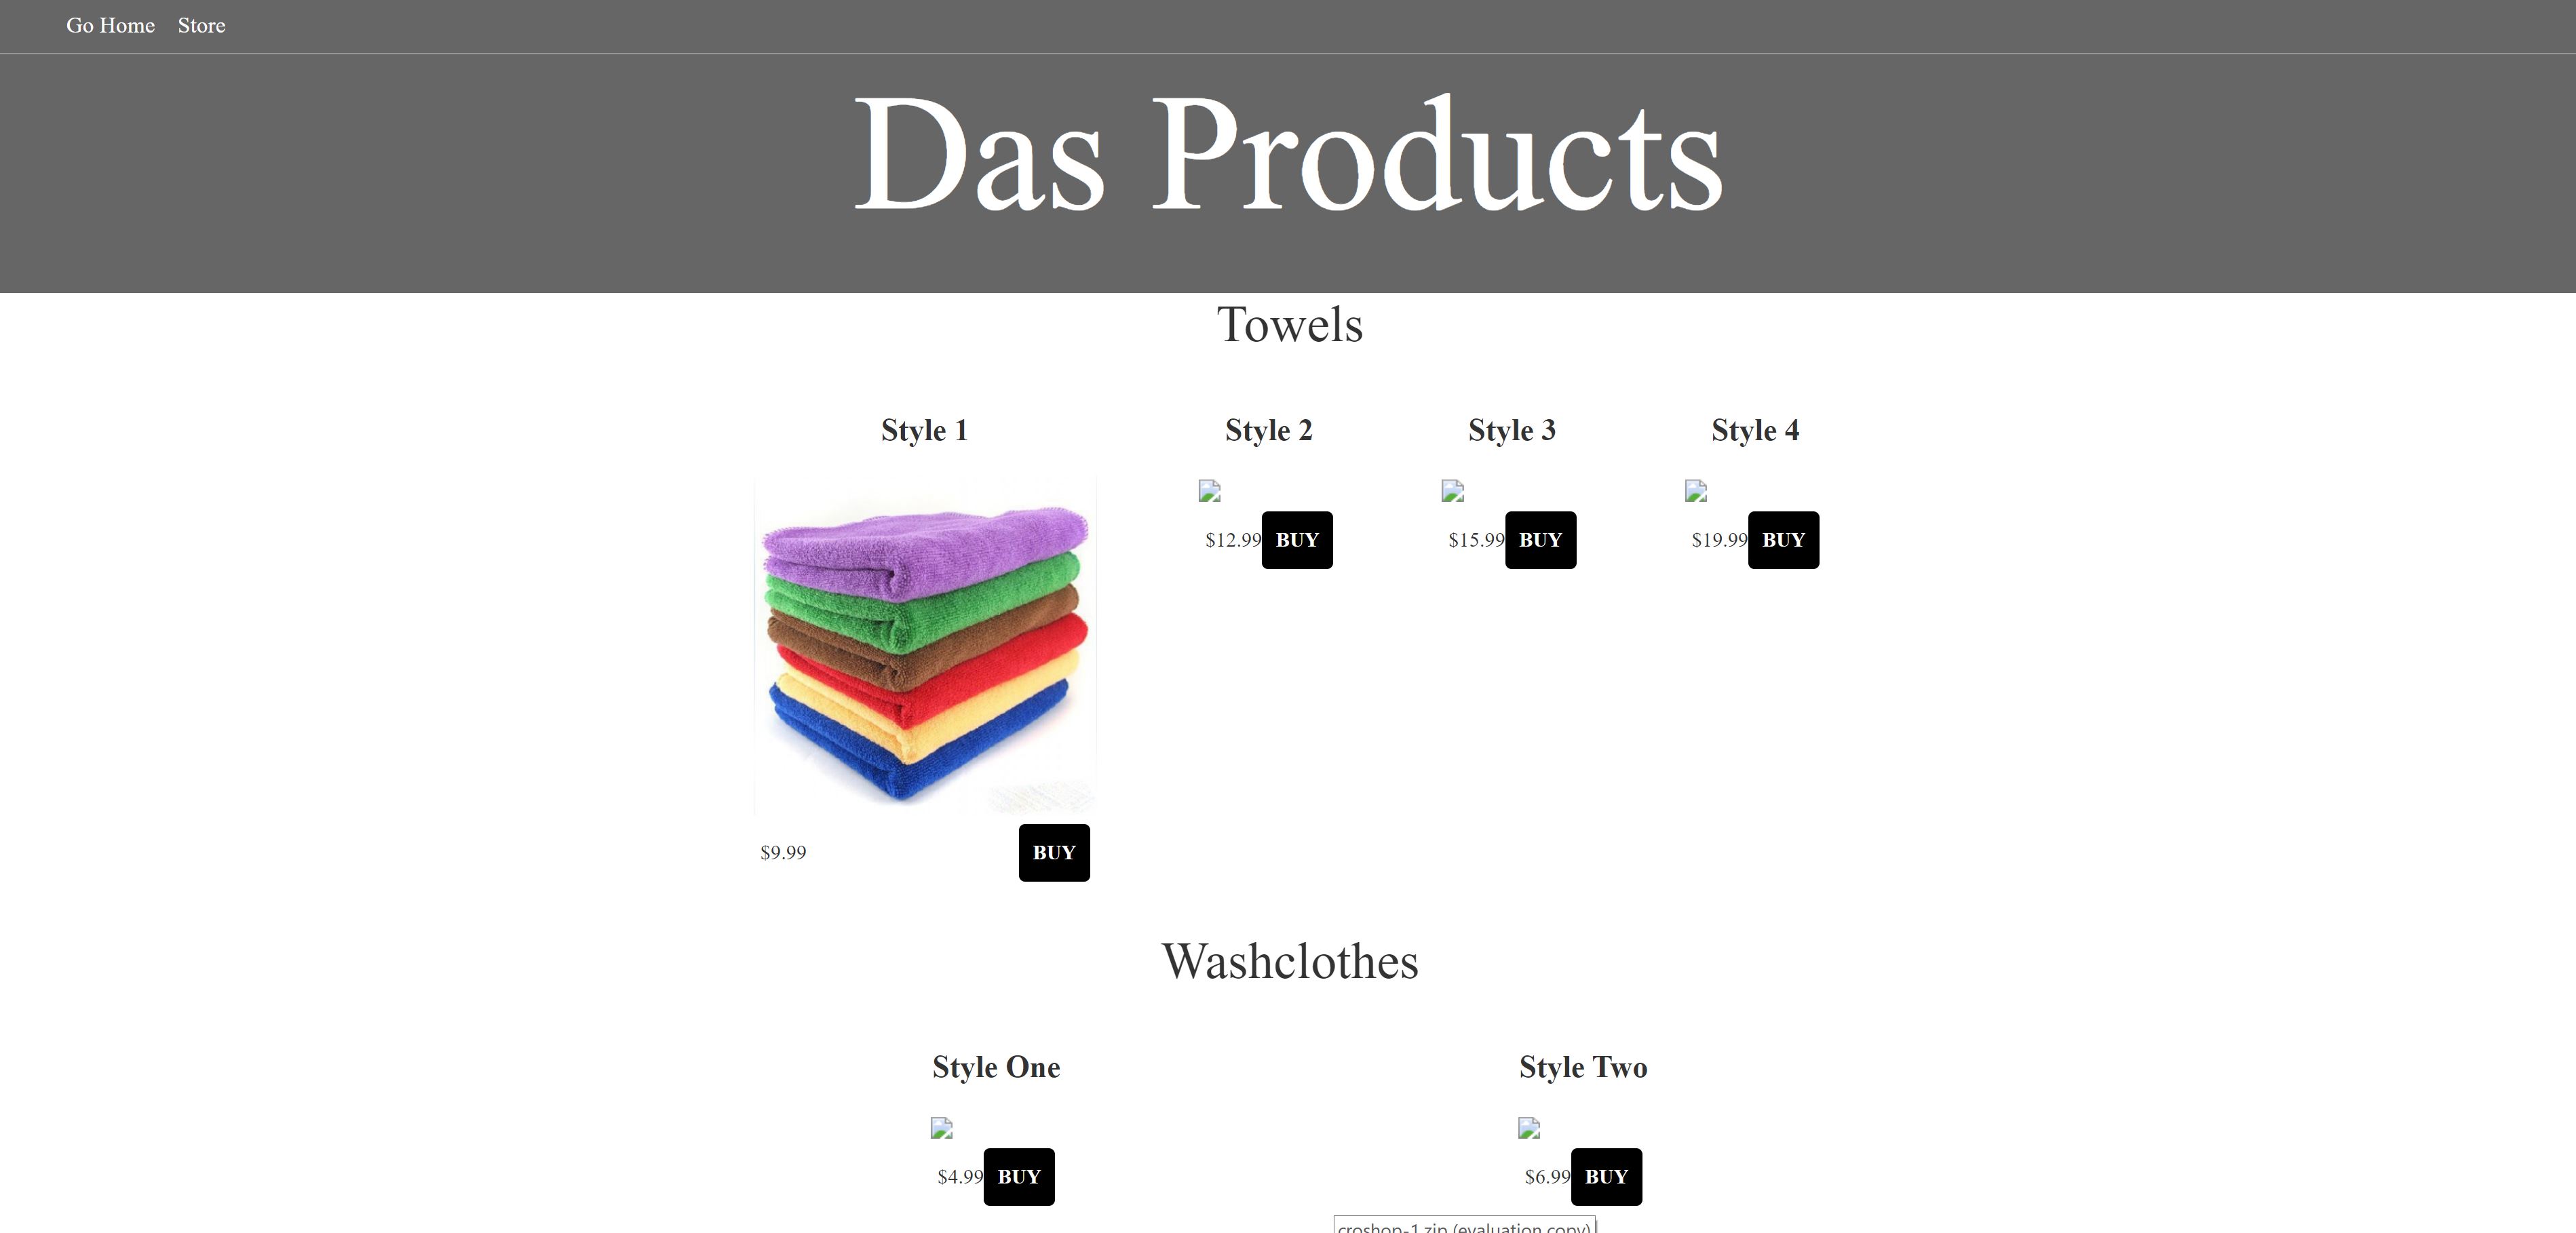 Go Home Store
Das Products
Towels
Style 1 Style 2 Style 3 Style 4
$12.99 BUY $15.99 BUY $19.99 BUY
$9.99 BUY
Washclothes
Style One Style Two
$4.99 BUY $6.99 BUY
croshop-1.zip (evaluation copy)